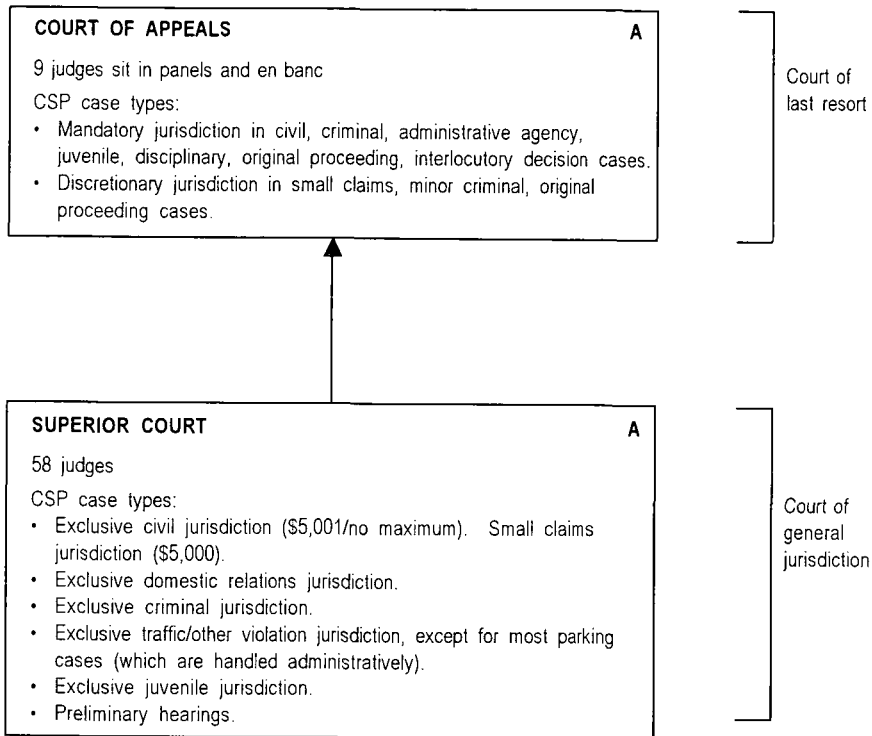 COURT OF APPEALS A
9 judges sit in panels and en banc
CSP case types:
• Mandatory jurisdiction in civil, criminal, administrative agency,
juvenile, disciplinary, original proceeding, interlocutory decision cases.
• Discretionary jurisdiction in small claims, minor criminal, original
proceeding cases.
Court of
last resort
SUPERIOR COURT A
58 judges
CSP case types:
• Exclusive civil jurisdiction ($5,001/no maximum). Small claims
jurisdiction ($5,000).
• Exclusive domestic relations jurisdiction.
• Exclusive criminal jurisdiction.
• Exclusive traffic/other violation jurisdiction, except for most parking
cases (which are handled administratively).
• Exclusive juvenile jurisdiction.
• Preliminary hearings.
Court of
general
jurisdiction